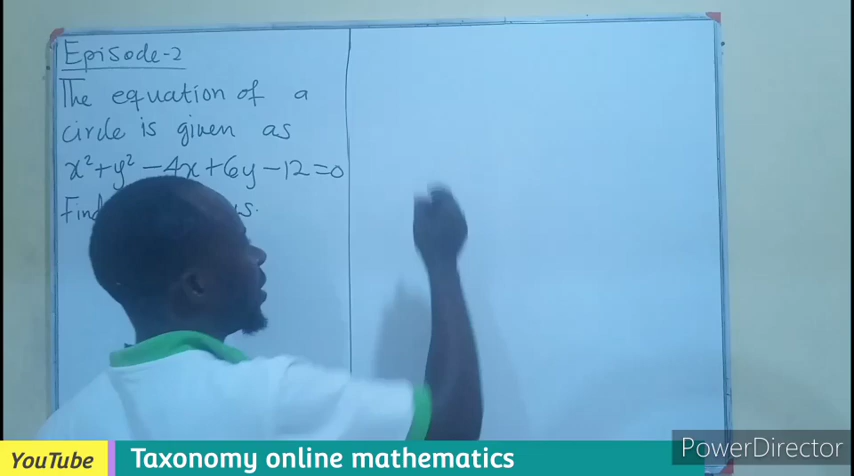 Episode-2
The equation of a
circle is given as
x² + y² - 4x + 6y - 12 = 0
Find
YouTube Taxonomy online mathematics
PowerDirector